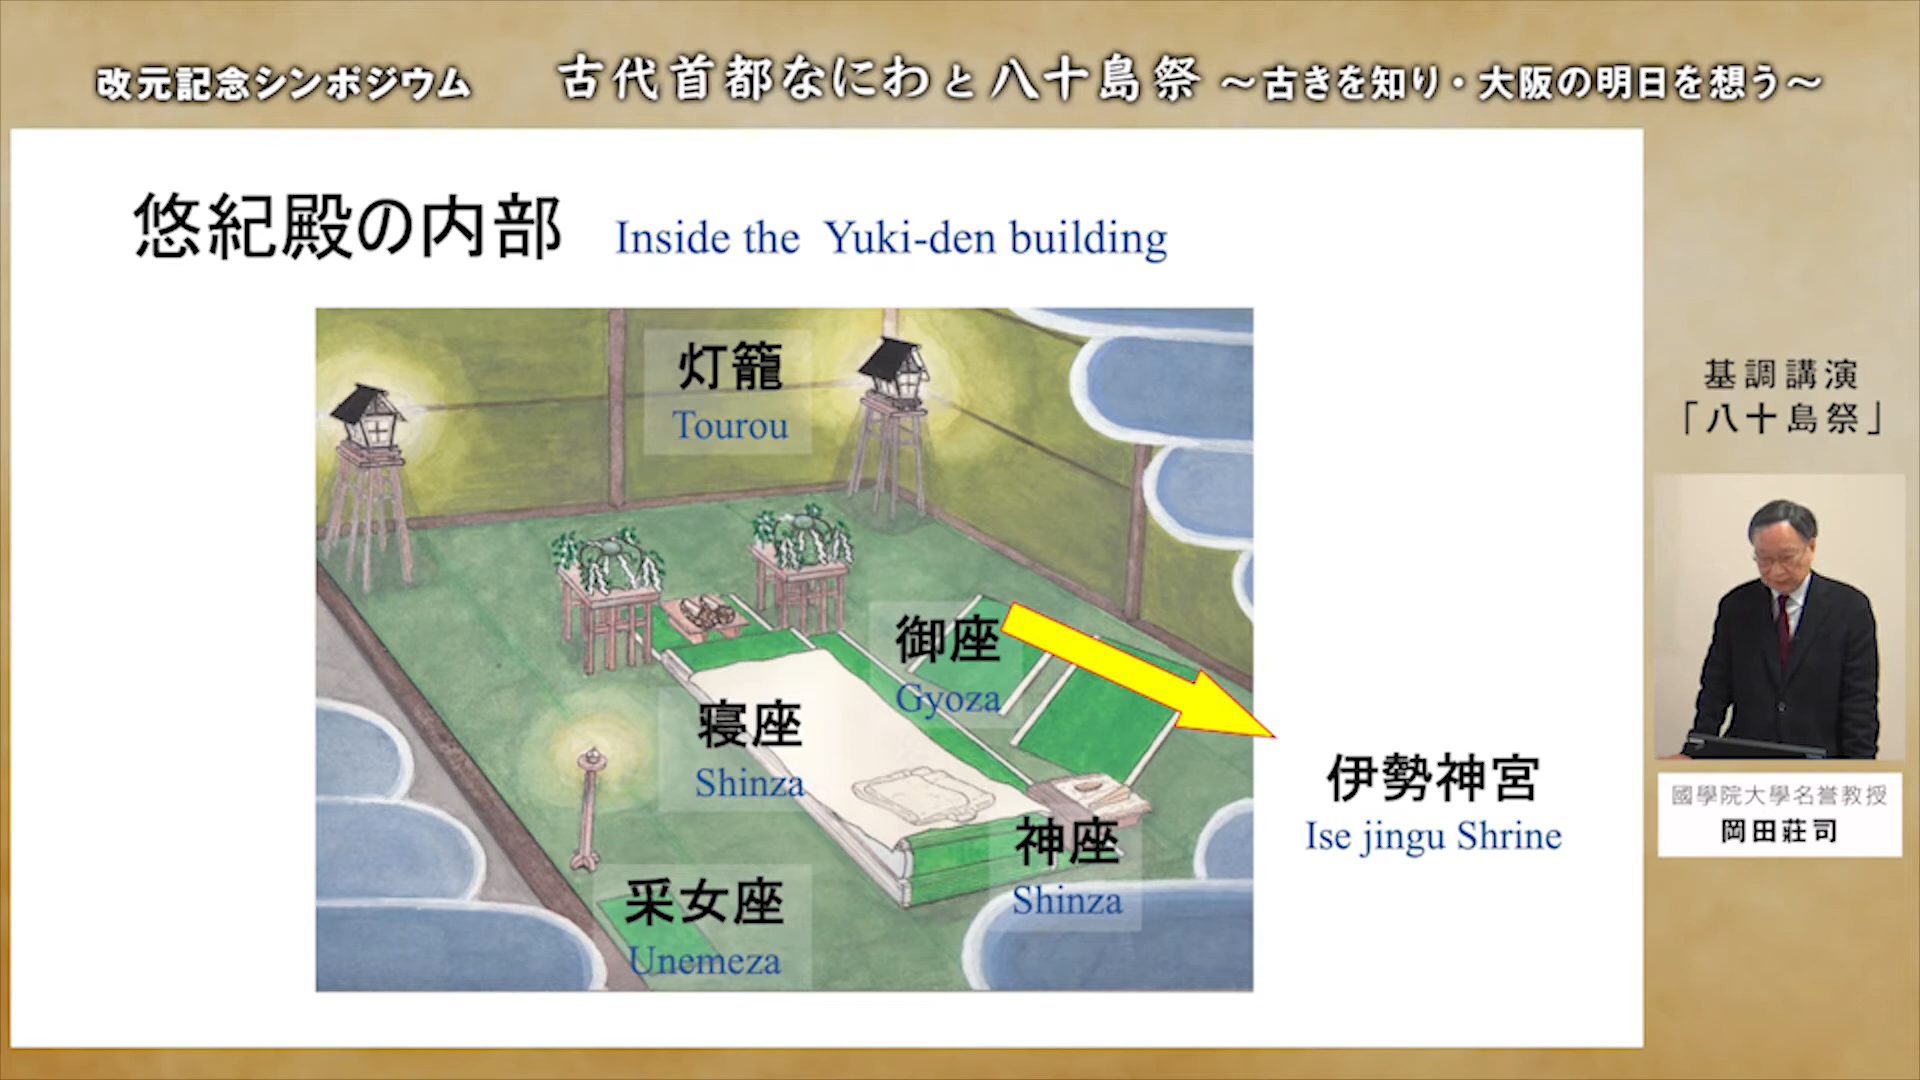 改元記念シンポジウム 古代首都なにわと八十島祭 〜古きを知り・大阪の明日を想う〜
悠紀殿の内部 Inside the Yuki-den building
灯籠
Tourou
御座
Gyoza
寝座
Shinza
神座
Shinza
采女座
Unemeza
伊勢神宮
Ise jingu Shrine
基調講演
「八十島祭」
國學院大學名誉教授
岡田莊司